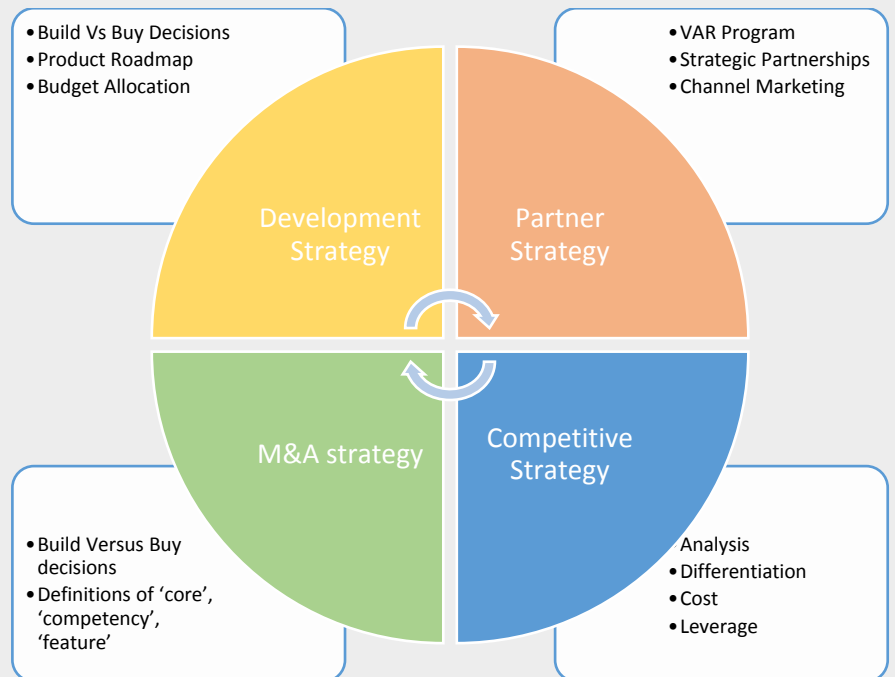 •Build Vs Buy Decisions
•Product Roadmap
•Budget Allocation
•VAR Program
•Strategic Partnerships
•Channel Marketing
Development
Strategy
Partner
Strategy
M&A strategy
Competitive
Strategy
•Build Versus Buy
decisions
•Definitions of ‘core’,
‘competency’,
‘feature’
Analysis
•Differentiation
•Cost
•Leverage